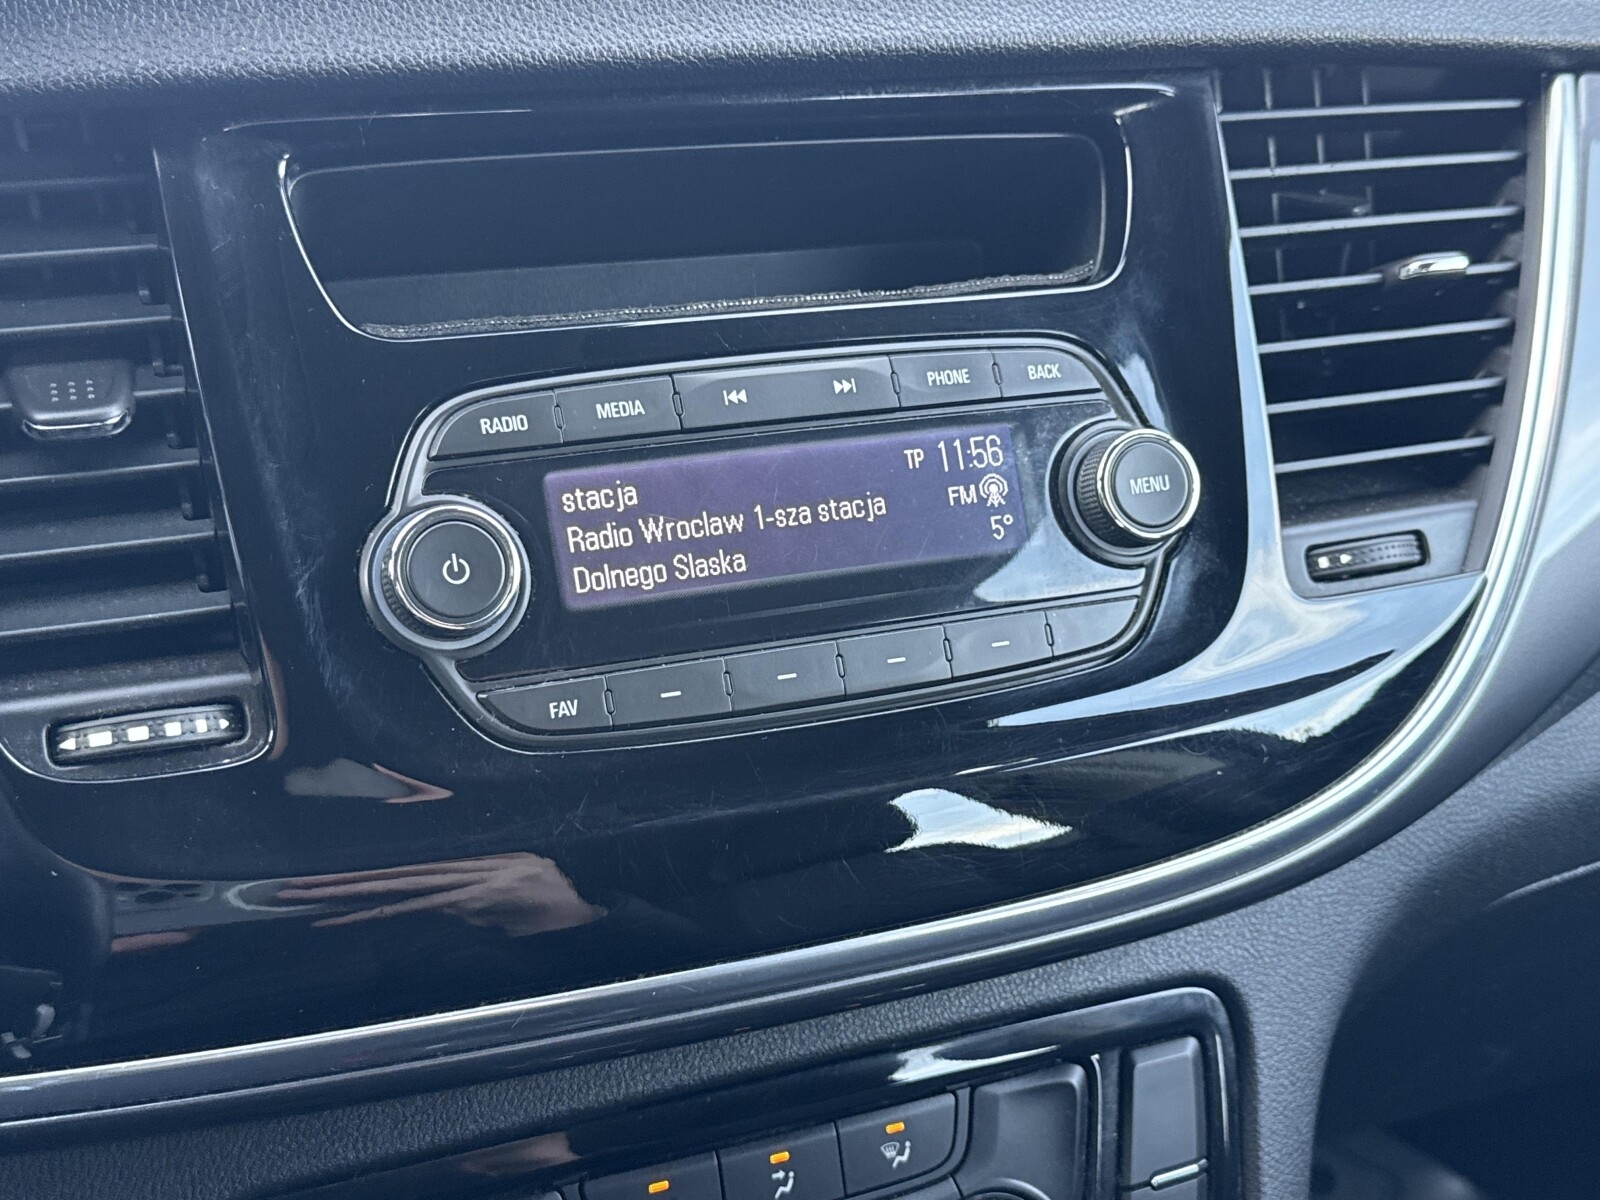 RADIO MEDIA PHONE BACK
TP 11:56
stacja
FM
Radio Wroclaw 1-sza stacja
5°
Dolnego Slaska
MENU
FAV